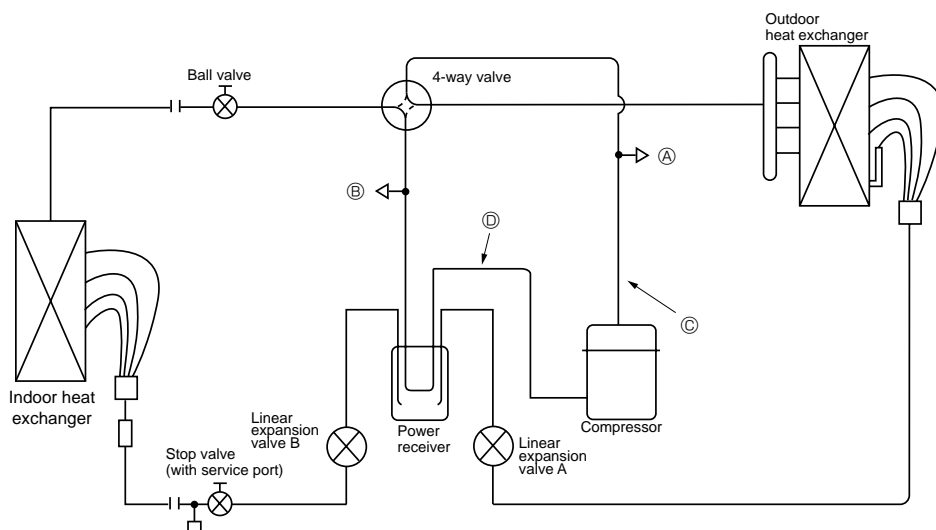 Outdoor
heat exchanger
Ball valve
4-way valve
Ⓐ
Ⓑ
Ⓓ
Ⓒ
Indoor heat
exchanger
Linear
expansion
valve B
Power
receiver
Linear
expansion
valve A
Compressor
Stop valve
(with service port)